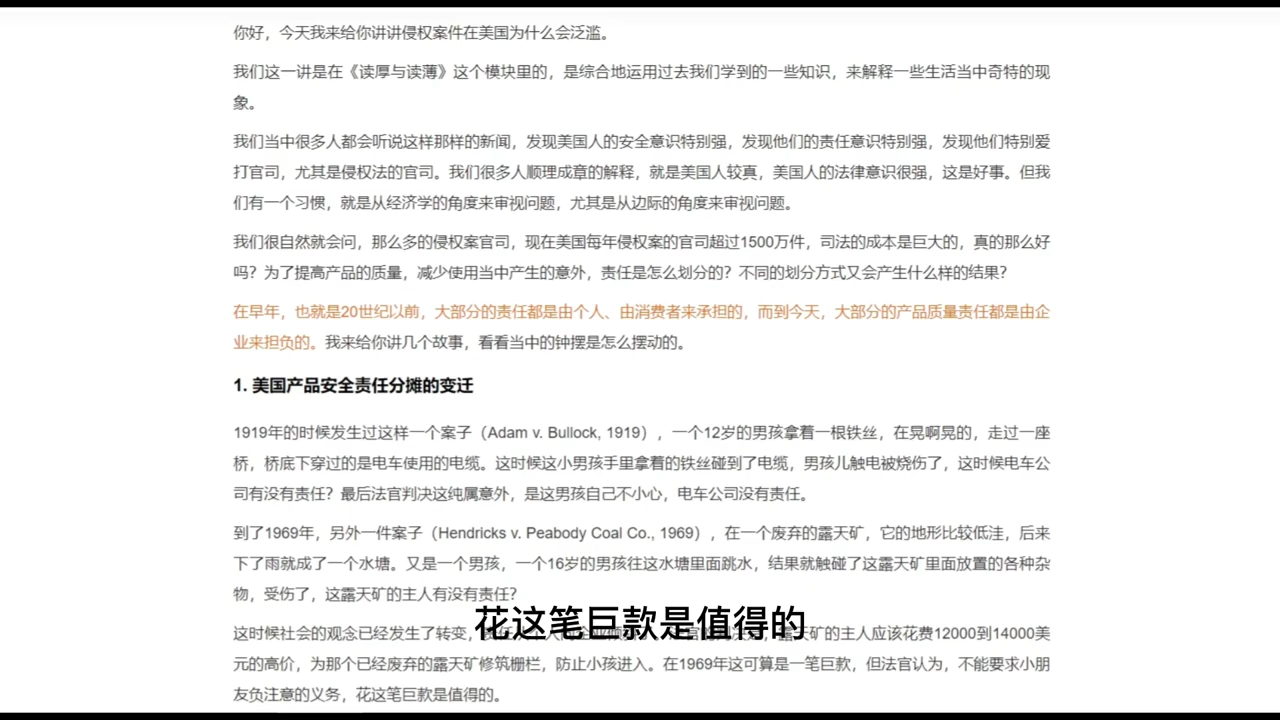 你好，今天我来给你讲讲侵权案件在美国为什么会泛滥。
我们这一讲是在《读厚与读薄》这个模块里的，是综合地运用过去我们学到的一些知识，来解释一些生活当中奇特的现
象。
我们当中很多人都会听说这样那样的新闻，发现美国人的安全意识特别强，发现他们的责任意识特别强，发现他们特别爱
打官司，尤其是侵权法的官司。我们很多人顺理成章的解释，就是美国人较真，美国人的法律意识很强，这是好事。但我
们有一个习惯，就是从经济学的角度来审视问题，尤其是从边际的角度来审视问题。
我们很自然就会问，那么多的侵权案官司，现在美国每年侵权案的官司超过1500万件，司法的成本是巨大的，真的那么好
吗？为了提高产品的质量，减少使用当中产生的意外，责任是怎么划分的？不同的划分方式又会产生什么样的结果？
在早年，也就是20世纪以前，大部分的责任都是由个人、由消费者来承担的，而到今天，大部分的产品质量责任都是由企
业来担负的。我来给你讲几个故事，看看当中的钟摆是怎么摆动的。
1. 美国产品安全责任分摊的变迁
1919年的时候发生过这样一个案子（Adam v. Bullock, 1919），一个12岁的男孩拿着一根铁丝，在晃啊晃的，走过一座
桥，桥底下穿过的是电车使用的电缆。这时候这小男孩手里拿着的铁丝碰到了电缆，男孩儿触电被烧伤了，这时候电车公
司有没有责任？最后法官判决这纯属意外，是这男孩自己不小心，电车公司没有责任。
到了1969年，另外一件案子（Hendricks v. Peabody Coal Co., 1969），在一个废弃的露天矿，它的地形比较低洼，后来
下了雨就成了一个水塘。又是一个男孩，一个16岁的男孩往这水塘里面跳水，结果就触碰了这露天矿里面放置的各种杂
物，受伤了，这露天矿的主人有没有责任？
花这笔巨款是值得的
这时候社会的观念已经发生了转变，露天矿的主人应该花费12000到14000美
元的高价，为那个已经废弃的露天矿修筑栅栏，防止小孩进入。在1969年这可算是一笔巨款，但法官认为，不能要求小朋
友负注意的义务，花这笔巨款是值得的。